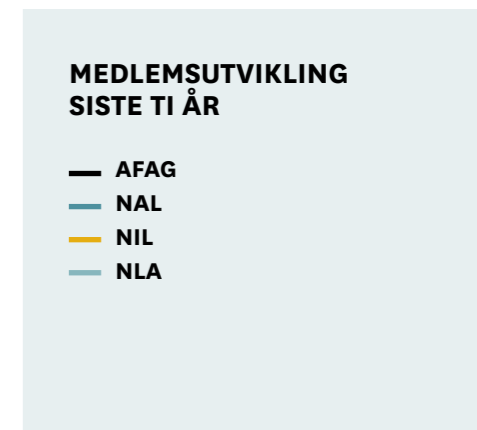 MEDLEMSUTVIKLING
SISTE TI ÅR
AFAG
NAL
NIL
NLA